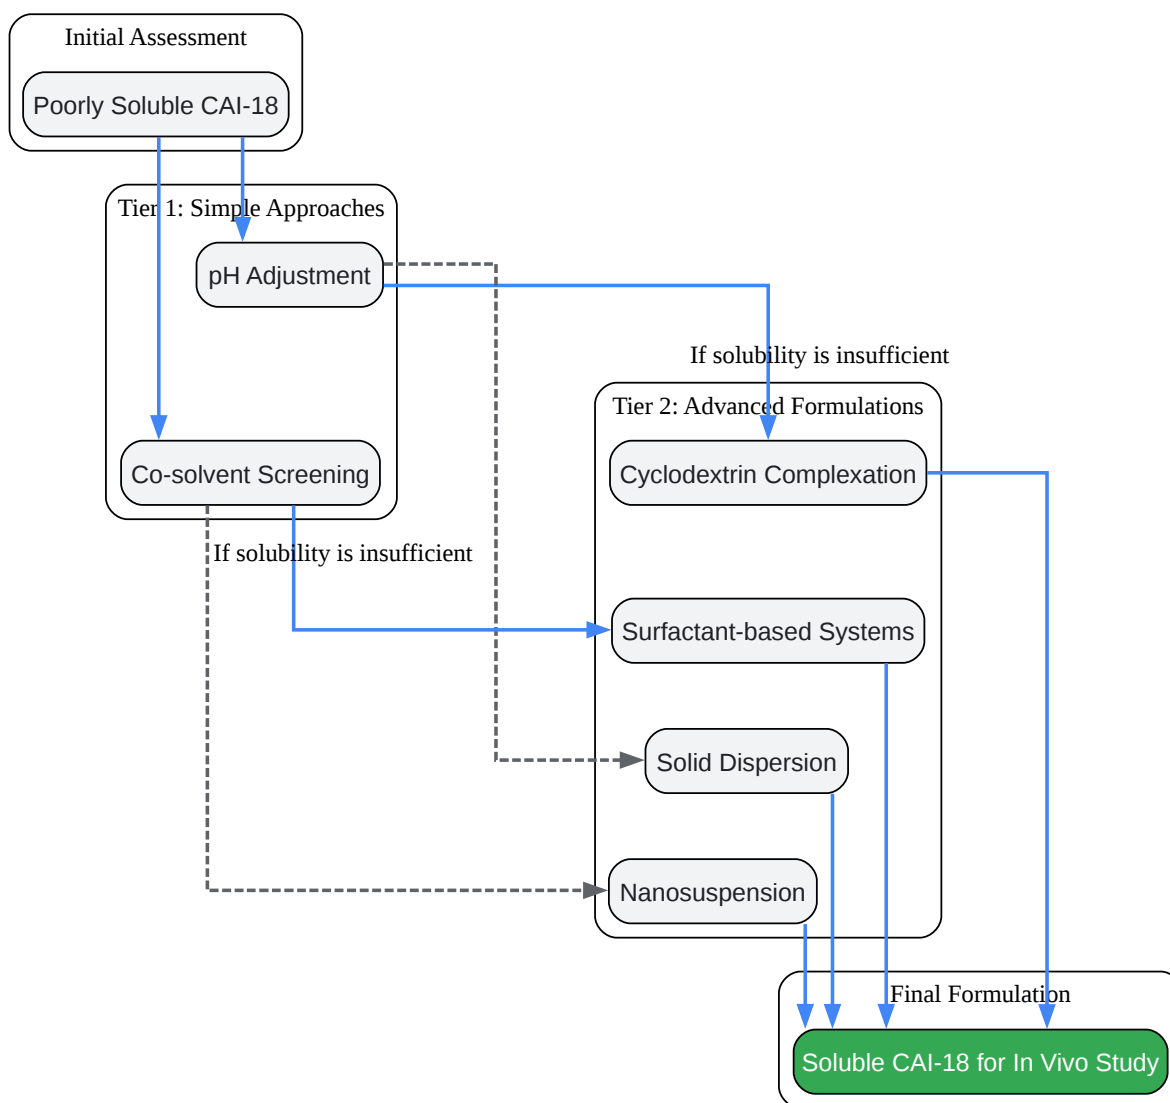 Initial Assessment
Poorly Soluble CAI-18
Tier 1: Simple Approaches
pH Adjustment
If solubility is insufficient
Tier 2: Advanced Formulations
Co-solvent Screening
Cyclodextrin Complexation
If solubility is insufficient
Surfactant-based Systems
Solid Dispersion
Nanosuspension
Final Formulation
Soluble CAI-18 for In Vivo Study